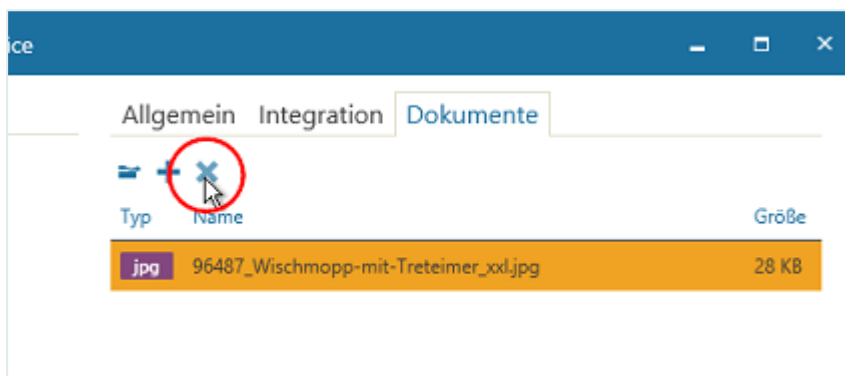 ice
Allgemein Integration Dokumente
Typ Name Größe
jpg 96487_Wischmopp-mit-Treteimer_xxl.jpg 28 KB